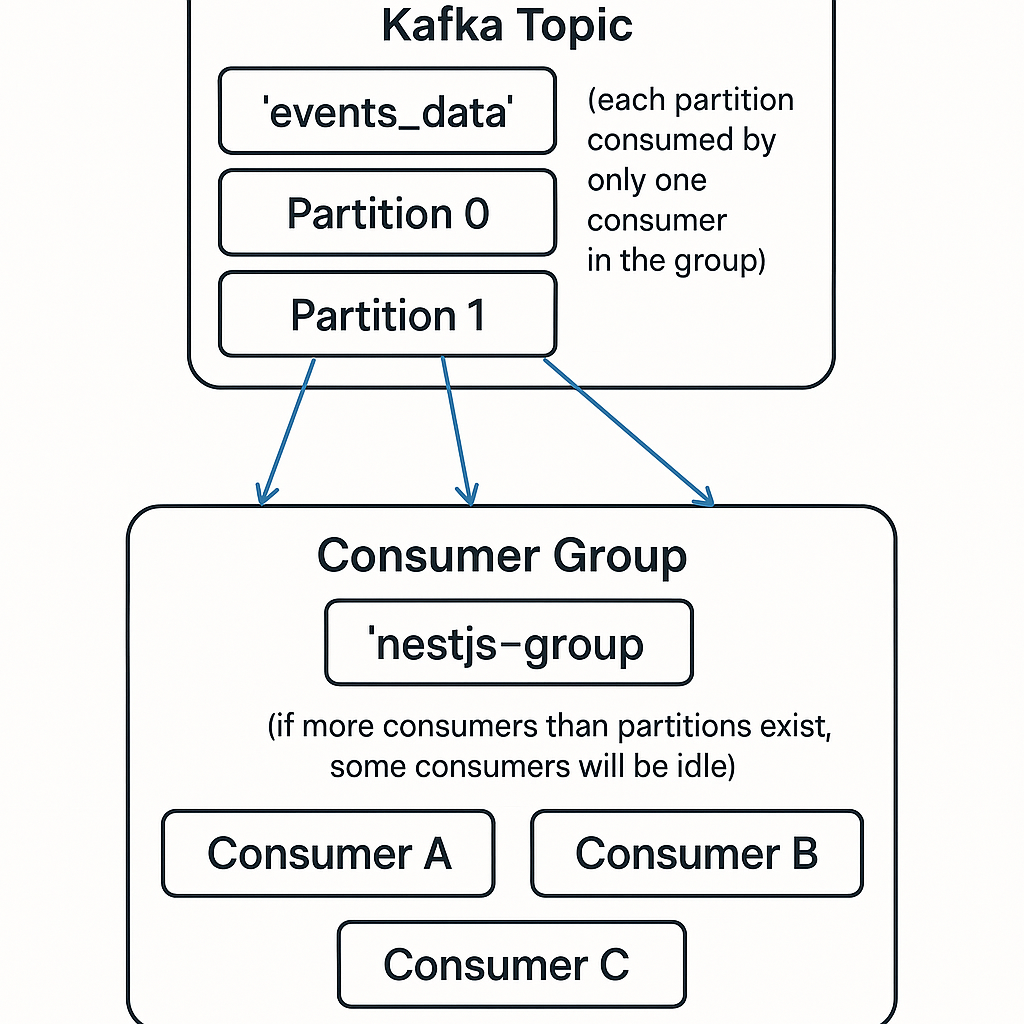 Kafka Topic
'events_data'
Partition 0
Partition 1
(each partition
consumed by
only one
consumer
in the group)
Consumer Group
'nestjs-group
(if more consumers than partitions exist,
some consumers will be idle)
Consumer A
Consumer B
Consumer C